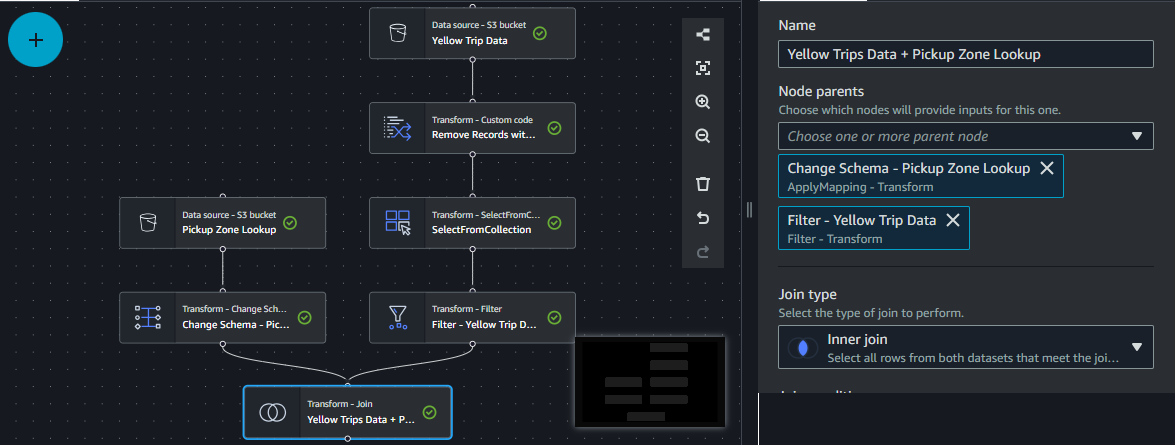 Data source - S3 bucket
Yellow Trip Data
Transform - Custom code
Remove Records wit...
Data source - S3 bucket
Pickup Zone Lookup
Transform - SelectFromC...
SelectFromCollection
Transform - Change Sch...
Change Schema - Pic...
Transform - Filter
Filter - Yellow Trip D...
Transform - Join
Yellow Trips Data + P...
Name
Yellow Trips Data + Pickup Zone Lookup
Node parents
Choose which nodes will provide inputs for this one.
Choose one or more parent node
Change Schema - Pickup Zone Lookup
ApplyMapping - Transform
Filter - Yellow Trip Data
Filter - Transform
Join type
Select the type of join to perform.
Inner join
Select all rows from both datasets that meet the joi...